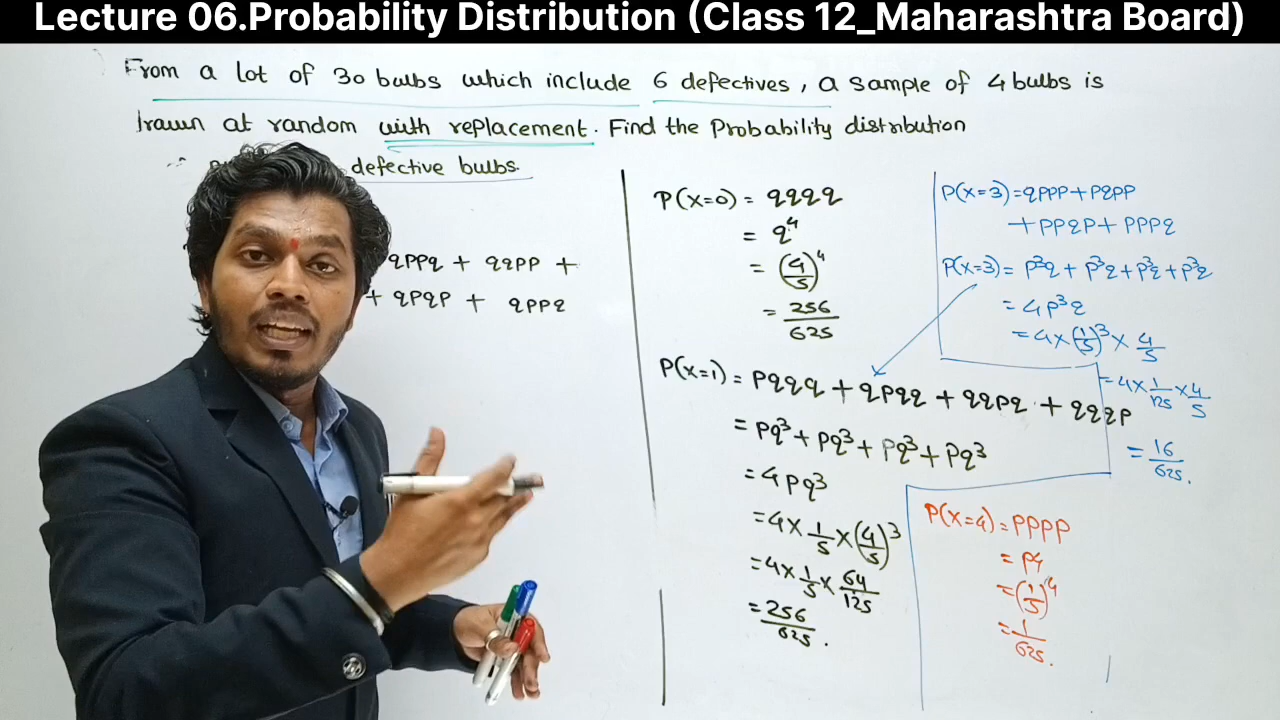 Lecture 06.Probability Distribution (Class 12_Maharashtra Board)
From a lot of 30 bulbs which include 6 defectives, a sample of 4 bulbs is
drawn at random with replacement. Find the Probability distribution
defective bulbs.
qppq + qqpp +
+ qpqp + qppq
P(x=0) = qqqq
= q⁴
= (4/5)⁴
= 256/625
P(x=1) = pqqq + qpqq + qqpq + qqqp
= pq³ + pq³ + pq³ + pq³
= 4pq³
= 4 × 1/5 × (4/5)³
= 4 × 1/5 × 64/125
= 256/625.
P(x=3) = qppp + pqpp
+ ppqp + pppq
P(x=3) = p³q + p³q + p³q + p³q
= 4p³q
= 4 × (1/5)³ × 4/5
= 4 × 1/125 × 4/5
= 16/625.
P(x=4) = pppp
= p⁴
= (1/5)⁴
= 1/625.